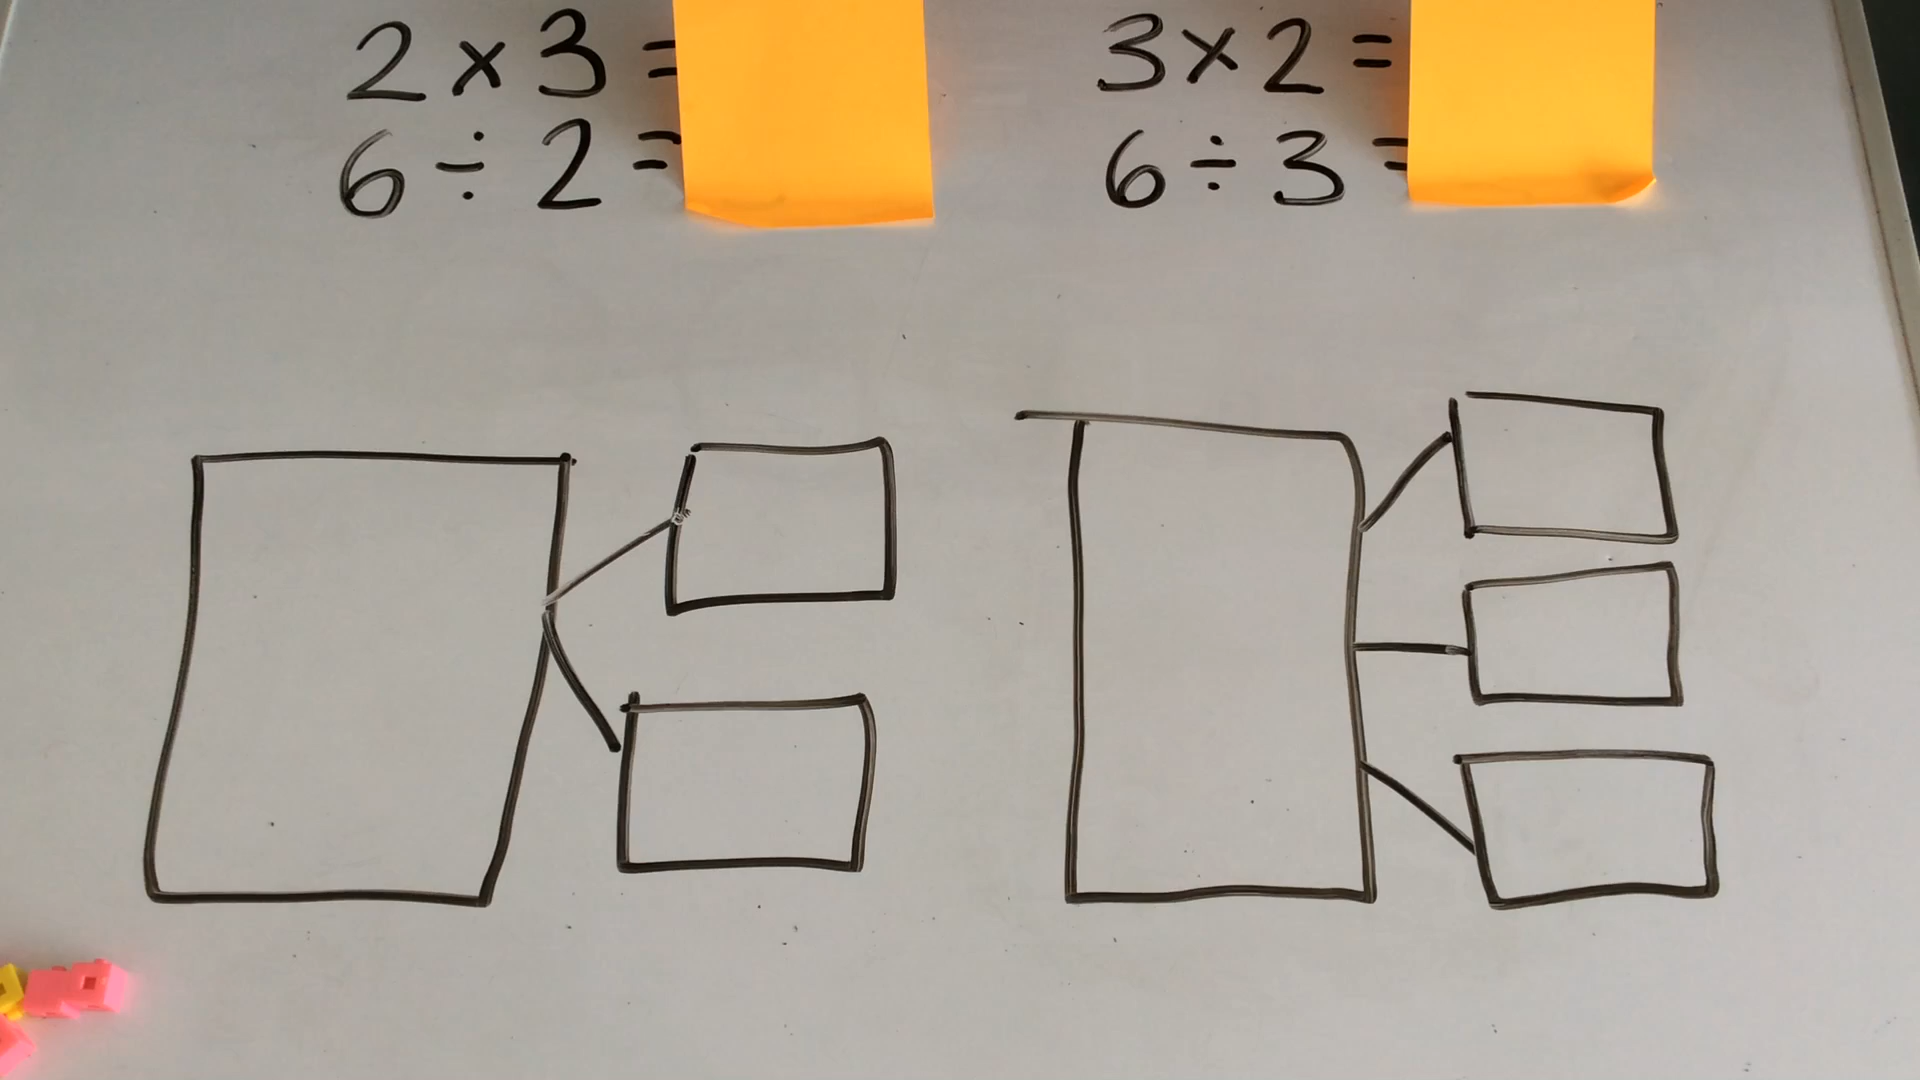 2 × 3 =
6 ÷ 2 =
3 × 2 =
6 ÷ 3 =